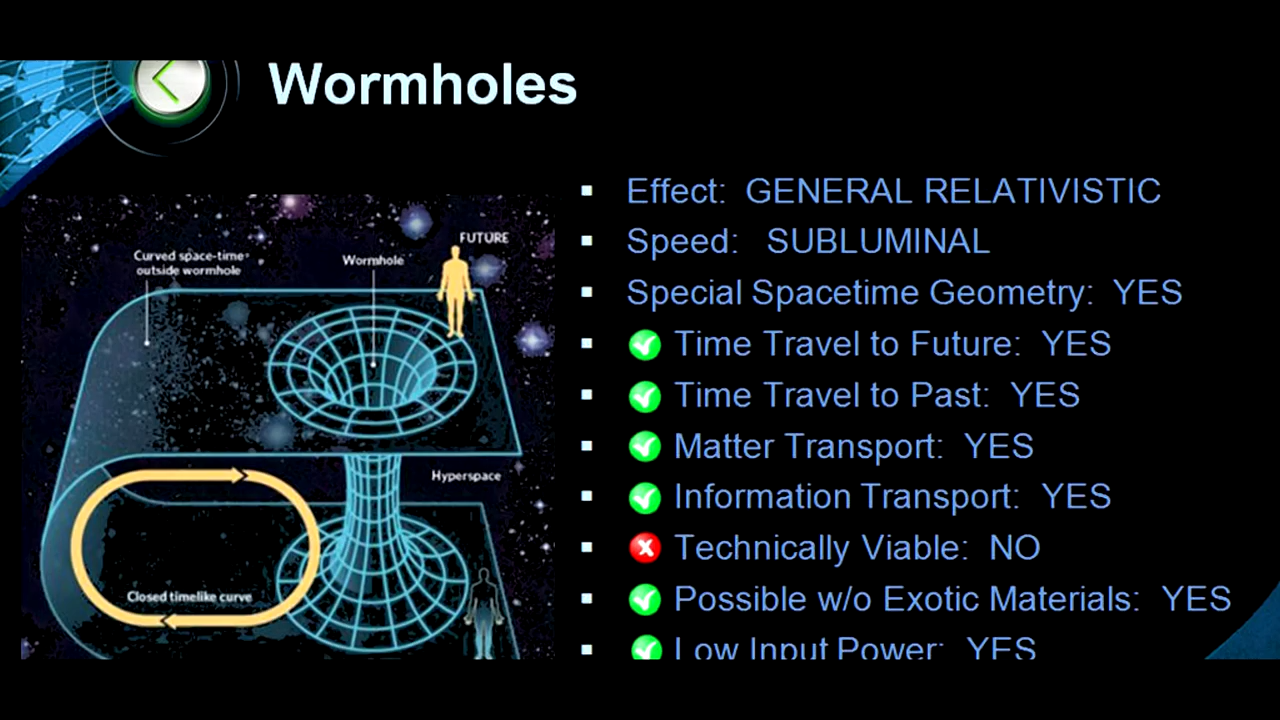 Wormholes
Effect: GENERAL RELATIVISTIC
Speed: SUBLUMINAL
Special Spacetime Geometry: YES
Time Travel to Future: YES
Time Travel to Past: YES
Matter Transport: YES
Information Transport: YES
Technically Viable: NO
Possible w/o Exotic Materials: YES
Low Input Power: YES
FUTURE
Curved space-time
outside wormhole
Wormhole
Hyperspace
Closed timelike curve